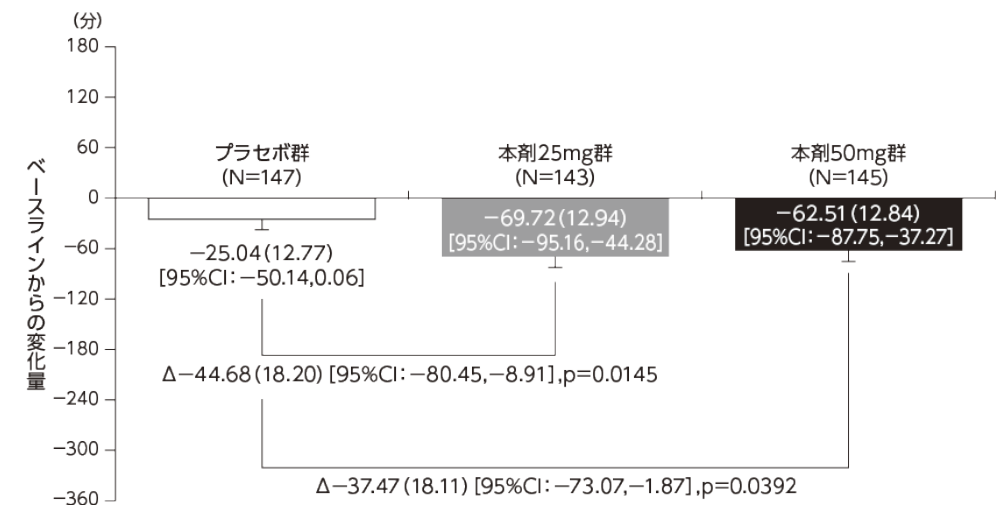 (分)
180
120
60
0
−60
−120
−180
−240
−300
−360
ベースラインからの変化量
プラセボ群
(N=147)
本剤25mg群
(N=143)
本剤50mg群
(N=145)
−25.04(12.77)
[95%CI:−50.14,0.06]
−69.72(12.94)
[95%CI:−95.16,−44.28]
−62.51(12.84)
[95%CI:−87.75,−37.27]
Δ−44.68(18.20) [95%CI:−80.45,−8.91],p=0.0145
Δ−37.47(18.11) [95%CI:−73.07,−1.87],p=0.0392